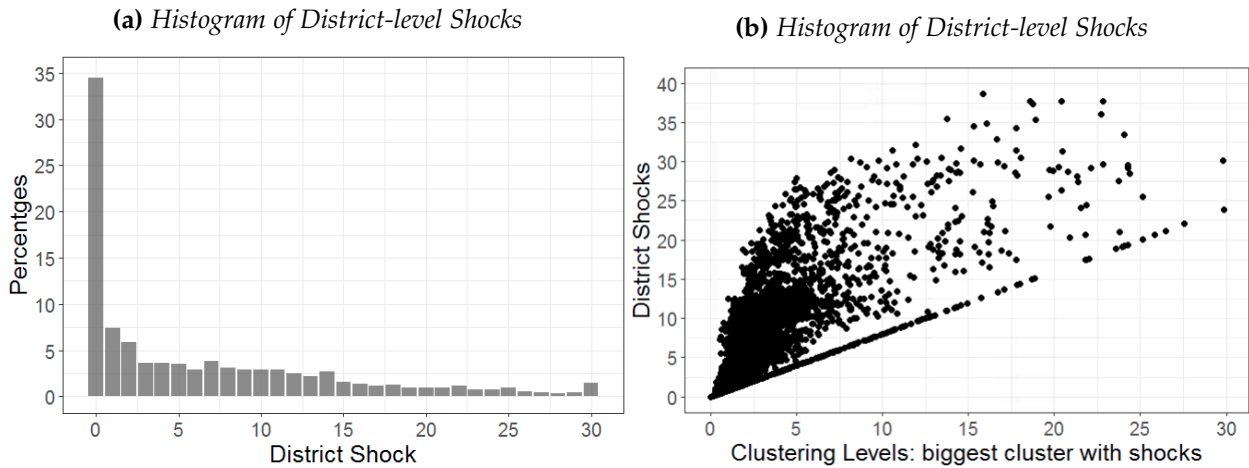 (a) Histogram of District-level Shocks
35
30
25
20
15
10
5
0
Percentges
0 5 10 15 20 25 30
District Shock
(b) Histogram of District-level Shocks
40
35
30
25
20
15
10
5
0
District Shocks
0 5 10 15 20 25 30
Clustering Levels: biggest cluster with shocks